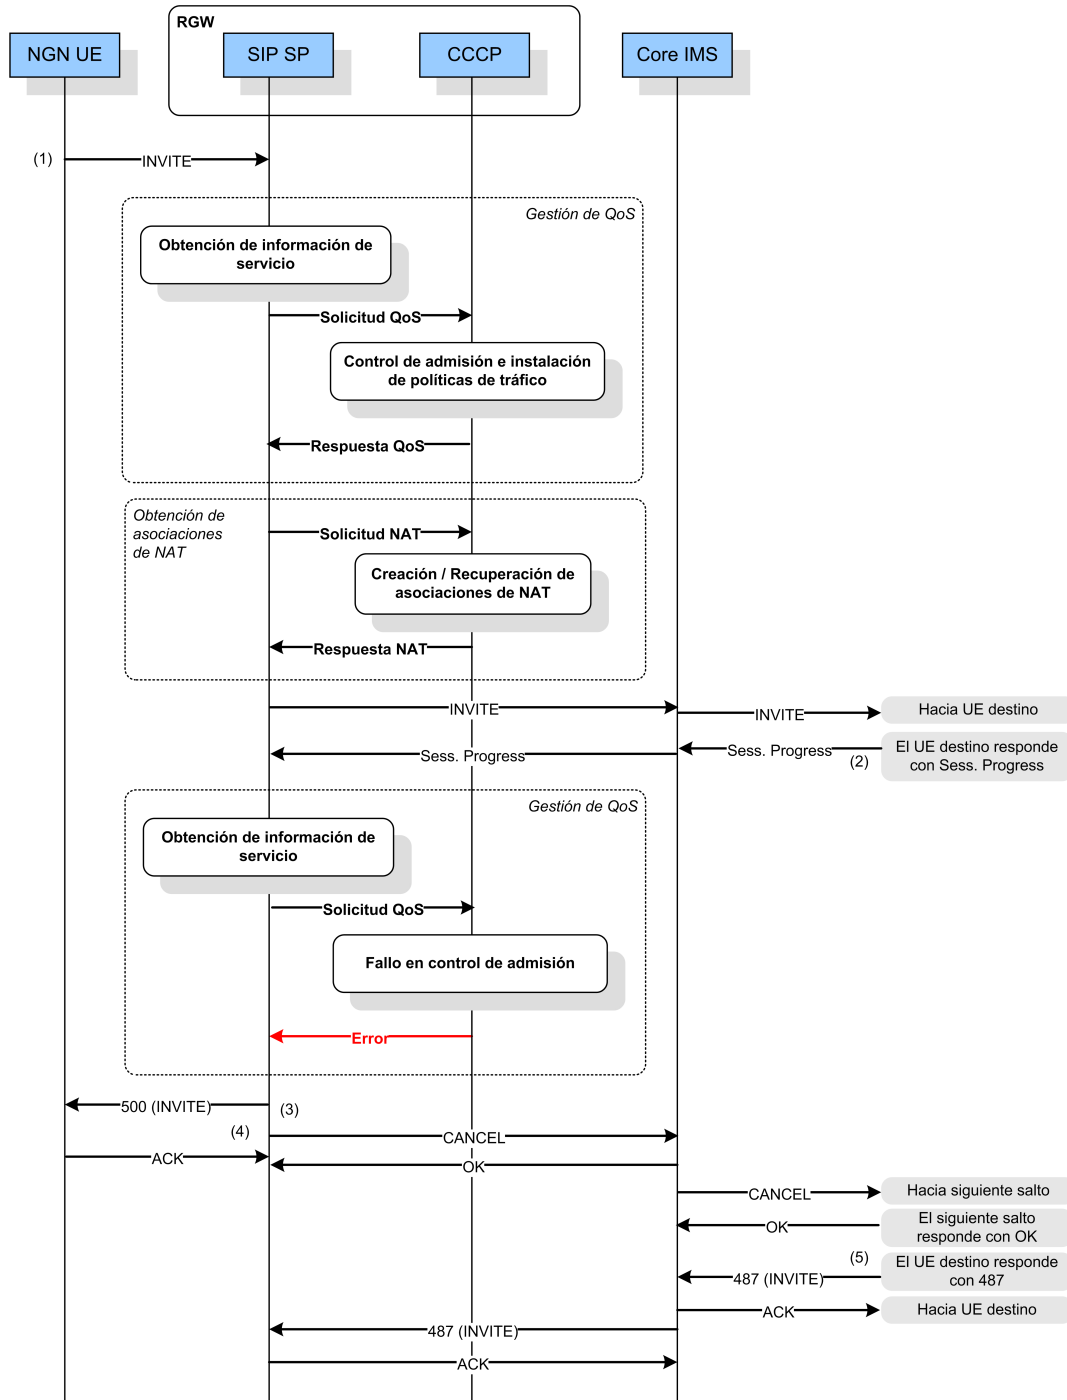 RGW
NGN UE
SIP SP
CCCP
Core IMS
(1)
INVITE
Gestión de QoS
Obtención de información de
servicio
Solicitud QoS
Control de admisión e instalación
de políticas de tráfico
Respuesta QoS
Obtención de
asociaciones
de NAT
Solicitud NAT
Creación / Recuperación de
asociaciones de NAT
Respuesta NAT
INVITE
INVITE
Hacia UE destino
Sess. Progress
Sess. Progress
(2)
El UE destino responde
con Sess. Progress
Gestión de QoS
Obtención de información de
servicio
Solicitud QoS
Fallo en control de admisión
Error
500 (INVITE)
(3)
(4)
CANCEL
ACK
OK
CANCEL
Hacia siguiente salto
OK
El siguiente salto
responde con OK
(5)
487 (INVITE)
El UE destino responde
con 487
ACK
Hacia UE destino
487 (INVITE)
ACK